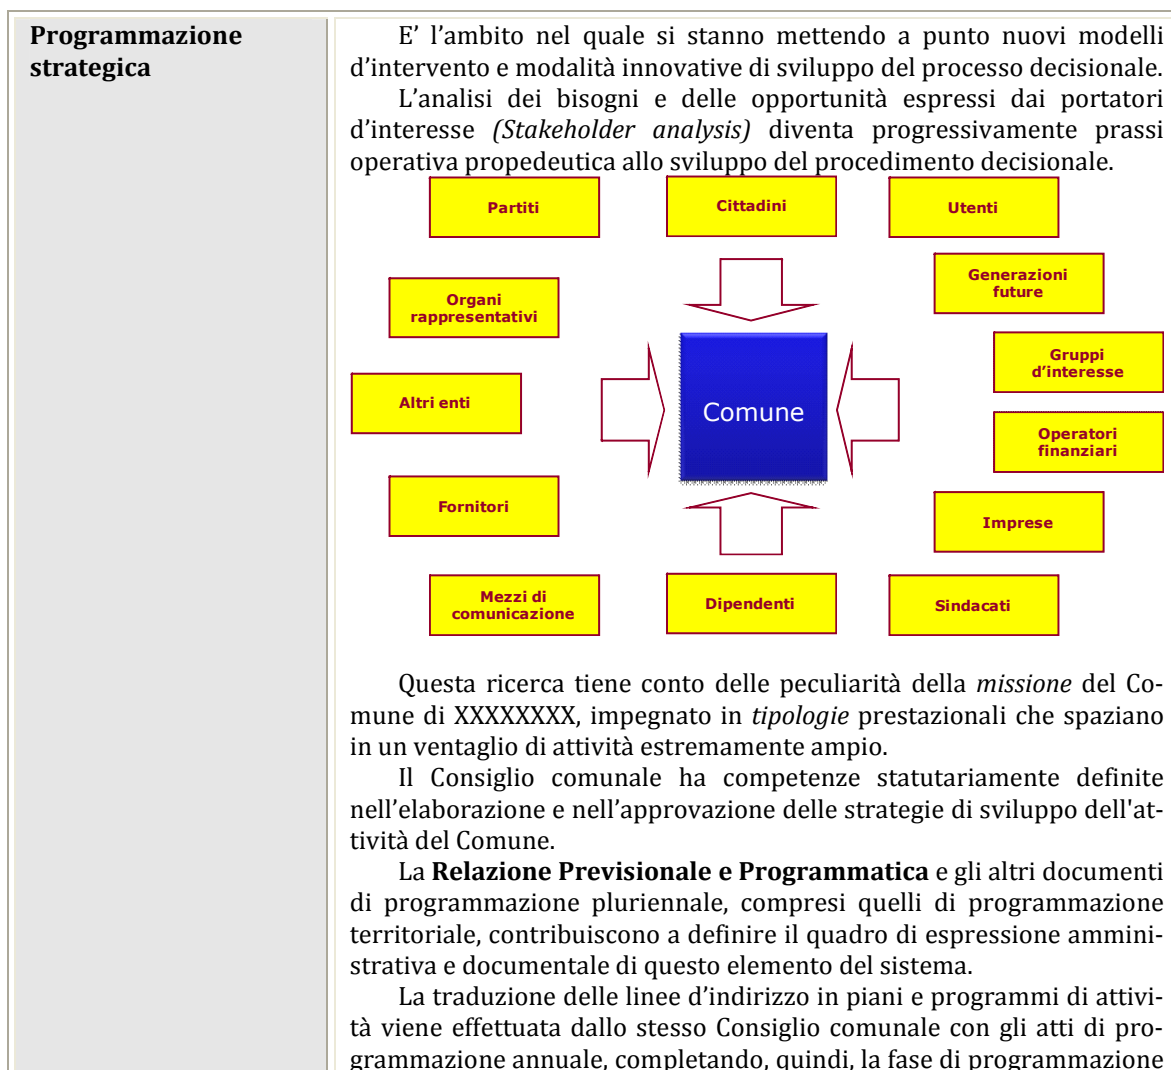 Programmazione
strategica
E’ l’ambito nel quale si stanno mettendo a punto nuovi modelli
d’intervento e modalità innovative di sviluppo del processo decisionale.
L’analisi dei bisogni e delle opportunità espressi dai portatori
d’interesse (Stakeholder analysis) diventa progressivamente prassi
operativa propedeutica allo sviluppo del procedimento decisionale.
Partiti
Cittadini
Utenti
Generazioni
future
Organi
rappresentativi
Gruppi
d’interesse
Altri enti
Comune
Operatori
finanziari
Fornitori
Imprese
Mezzi di
comunicazione
Dipendenti
Sindacati
Questa ricerca tiene conto delle peculiarità della missione del Co-
mune di XXXXXXXX, impegnato in tipologie prestazionali che spaziano
in un ventaglio di attività estremamente ampio.
Il Consiglio comunale ha competenze statutariamente definite
nell’elaborazione e nell’approvazione delle strategie di sviluppo dell'at-
tività del Comune.
La Relazione Previsionale e Programmatica e gli altri documenti
di programmazione pluriennale, compresi quelli di programmazione
territoriale, contribuiscono a definire il quadro di espressione ammini-
strativa e documentale di questo elemento del sistema.
La traduzione delle linee d’indirizzo in piani e programmi di attivi-
tà viene effettuata dallo stesso Consiglio comunale con gli atti di pro-
grammazione annuale, completando, quindi, la fase di programmazione